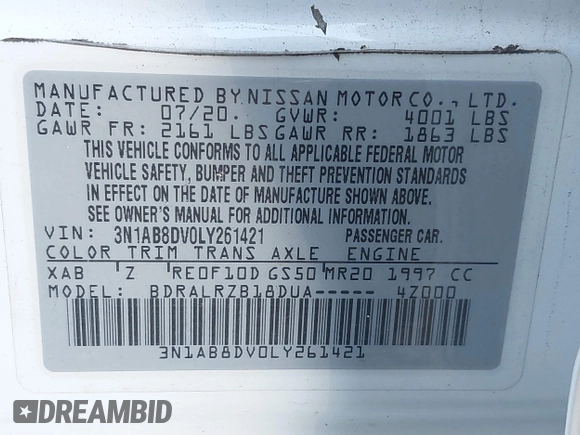 MANUFACTURED BY NISSAN MOTOR CO., LTD.
DATE: 07/20. GVWR: 4001 LBS
GAWR FR: 2161 LBS GAWR RR: 1863 LBS
THIS VEHICLE CONFORMS TO ALL APPLICABLE FEDERAL MOTOR
VEHICLE SAFETY, BUMPER AND THEFT PREVENTION STANDARDS
IN EFFECT ON THE DATE OF MANUFACTURE SHOWN ABOVE.
SEE OWNER'S MANUAL FOR ADDITIONAL INFORMATION.
VIN: 3N1AB8DV0LY261421 PASSENGER CAR.
COLOR TRIM TRANS AXLE ENGINE
XAB Z RE0F10D GS50 MR20 1997 CC
MODEL: BDRALRZB18DUA----- 4Z000
3N1AB8DV0LY261421
DREAMBID